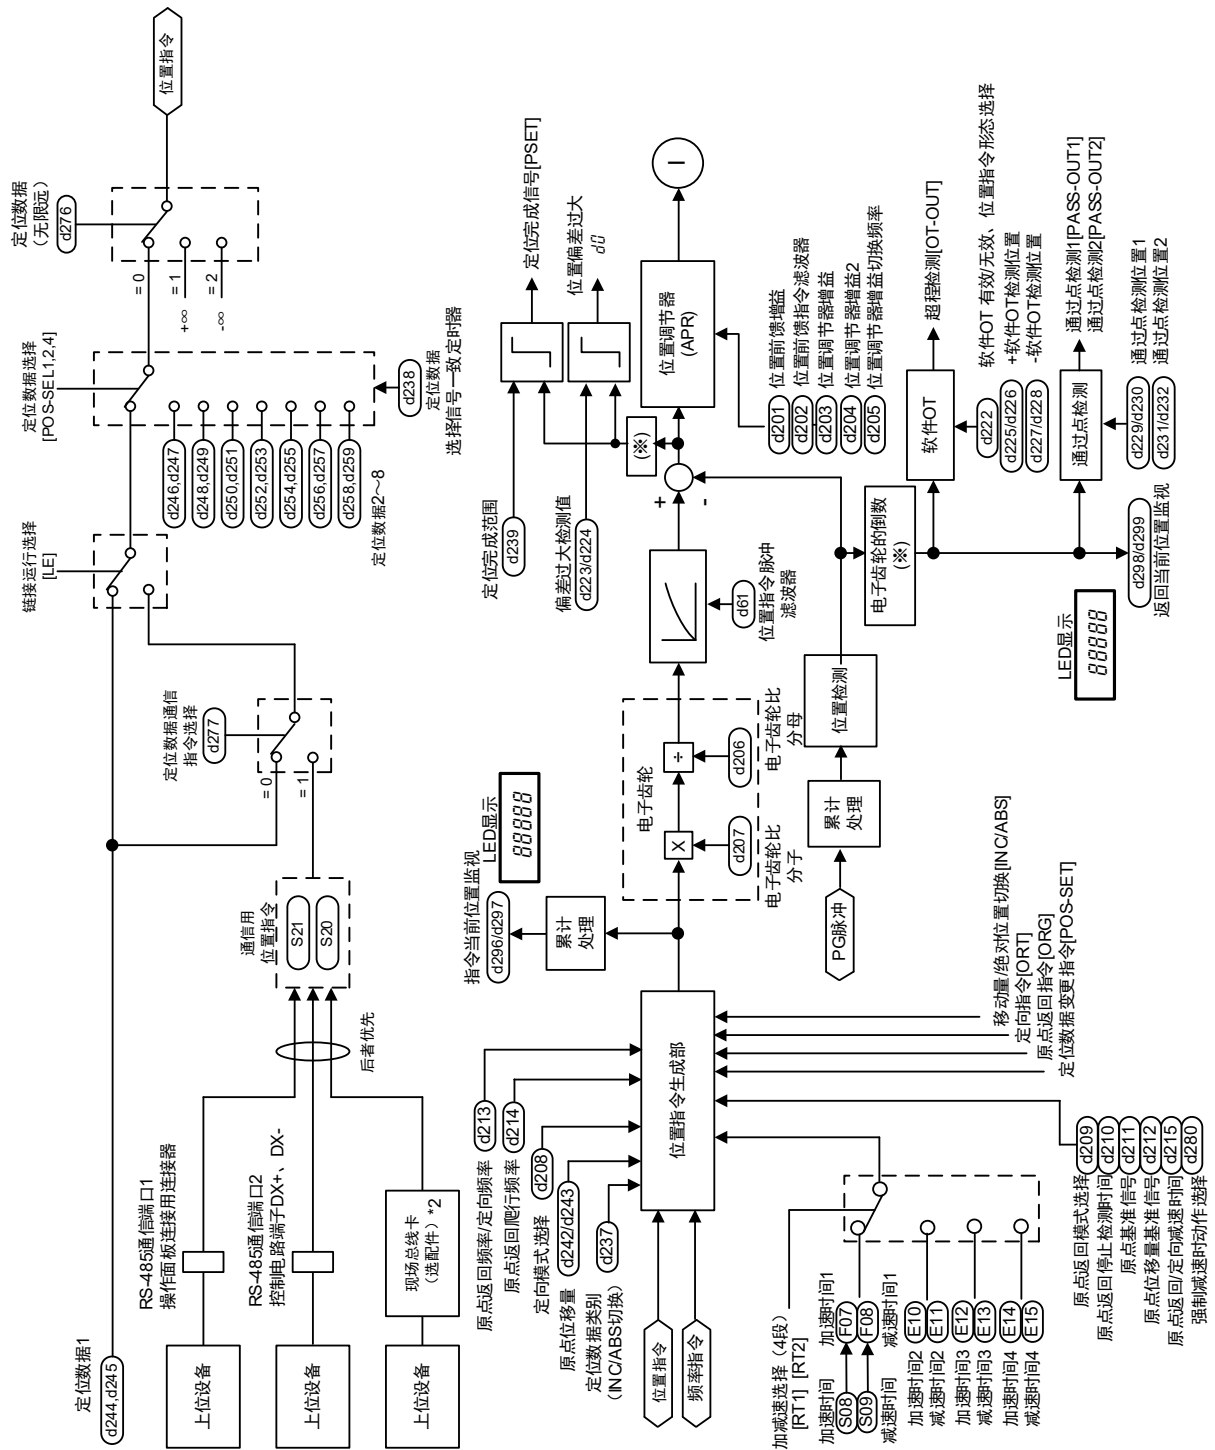 定位数据1
d244,d245
上位设备
上位设备
上位设备
RS-485通信端口1
操作面板连接用连接器
RS-485通信端口2
控制电路端子DX+、DX-
现场总线卡
(选配件)*2
后者优先
通信用
位置指令
S21
S20
定位数据通信
指令选择
d277
= 0
= 1
链接运行选择
[LE]
定位数据选择
[POS-SEL1,2,4]
d246,d247
d248,d249
d250,d251
d252,d253
d254,d255
d256,d257
d258,d259
定位数据2~8
d238
定位数据
选择信号一致定时器
定位数据
(无限远)
d276
= 0
= 1
+∞
= 2
-∞
位置指令
位置指令
频率指令
原点返回频率/定向频率
d213
原点返回爬行频率
d214
定向模式选择
d208
原点位移量
d242/d243
定位数据类别
(INC/ABS切换)
d237
位置指令生成部
指令当前位置监视
d296/d297
LED显示
88888
累计
处理
电子齿轮
X
÷
d207
电子齿轮比
分子
d206
电子齿轮比
分母
d61
位置指令脉冲
滤波器
+
-
定位完成范围
d239
偏差过大检测值
d223/d224
(※)
定位完成信号[PSET]
位置偏差过大
d0
位置调节器
(APR)
I
d201
位置前馈增益
d202
位置前馈指令滤波器
d203
位置调节器增益
d204
位置调节器增益2
d205
位置调节器增益切换频率
PG脉冲
累计
处理
位置检测
电子齿轮的倒数
(※)
软件OT
超程检测[OT-OUT]
d222
软件OT 有效/无效、位置指令形态选择
d225/d226
+软件OT检测位置
d227/d228
-软件OT检测位置
通过点检测
通过点检测1[PASS-OUT1]
通过点检测2[PASS-OUT2]
d229/d230
通过点检测位置1
d231/d232
通过点检测位置2
LED显示
88888
d298/d299
返回当前位置监视
移动量/绝对位置切换[INC/ABS]
定向指令[ORT]
原点返回指令[ORG]
定位数据变更指令[POS-SET]
加减速选择(4段)
[RT1] [RT2]
加速时间
S08
加速时间1
F07
S09
减速时间
F08
减速时间1
加速时间2
E10
减速时间2
E11
加速时间3
E12
减速时间3
E13
加速时间4
E14
减速时间4
E15
原点返回模式选择
d209
原点返回停止检测时间
d210
原点基准信号
d211
原点位移量基准信号
d212
原点返回/定向减速时间
d215
强制减速时动作选择
d280